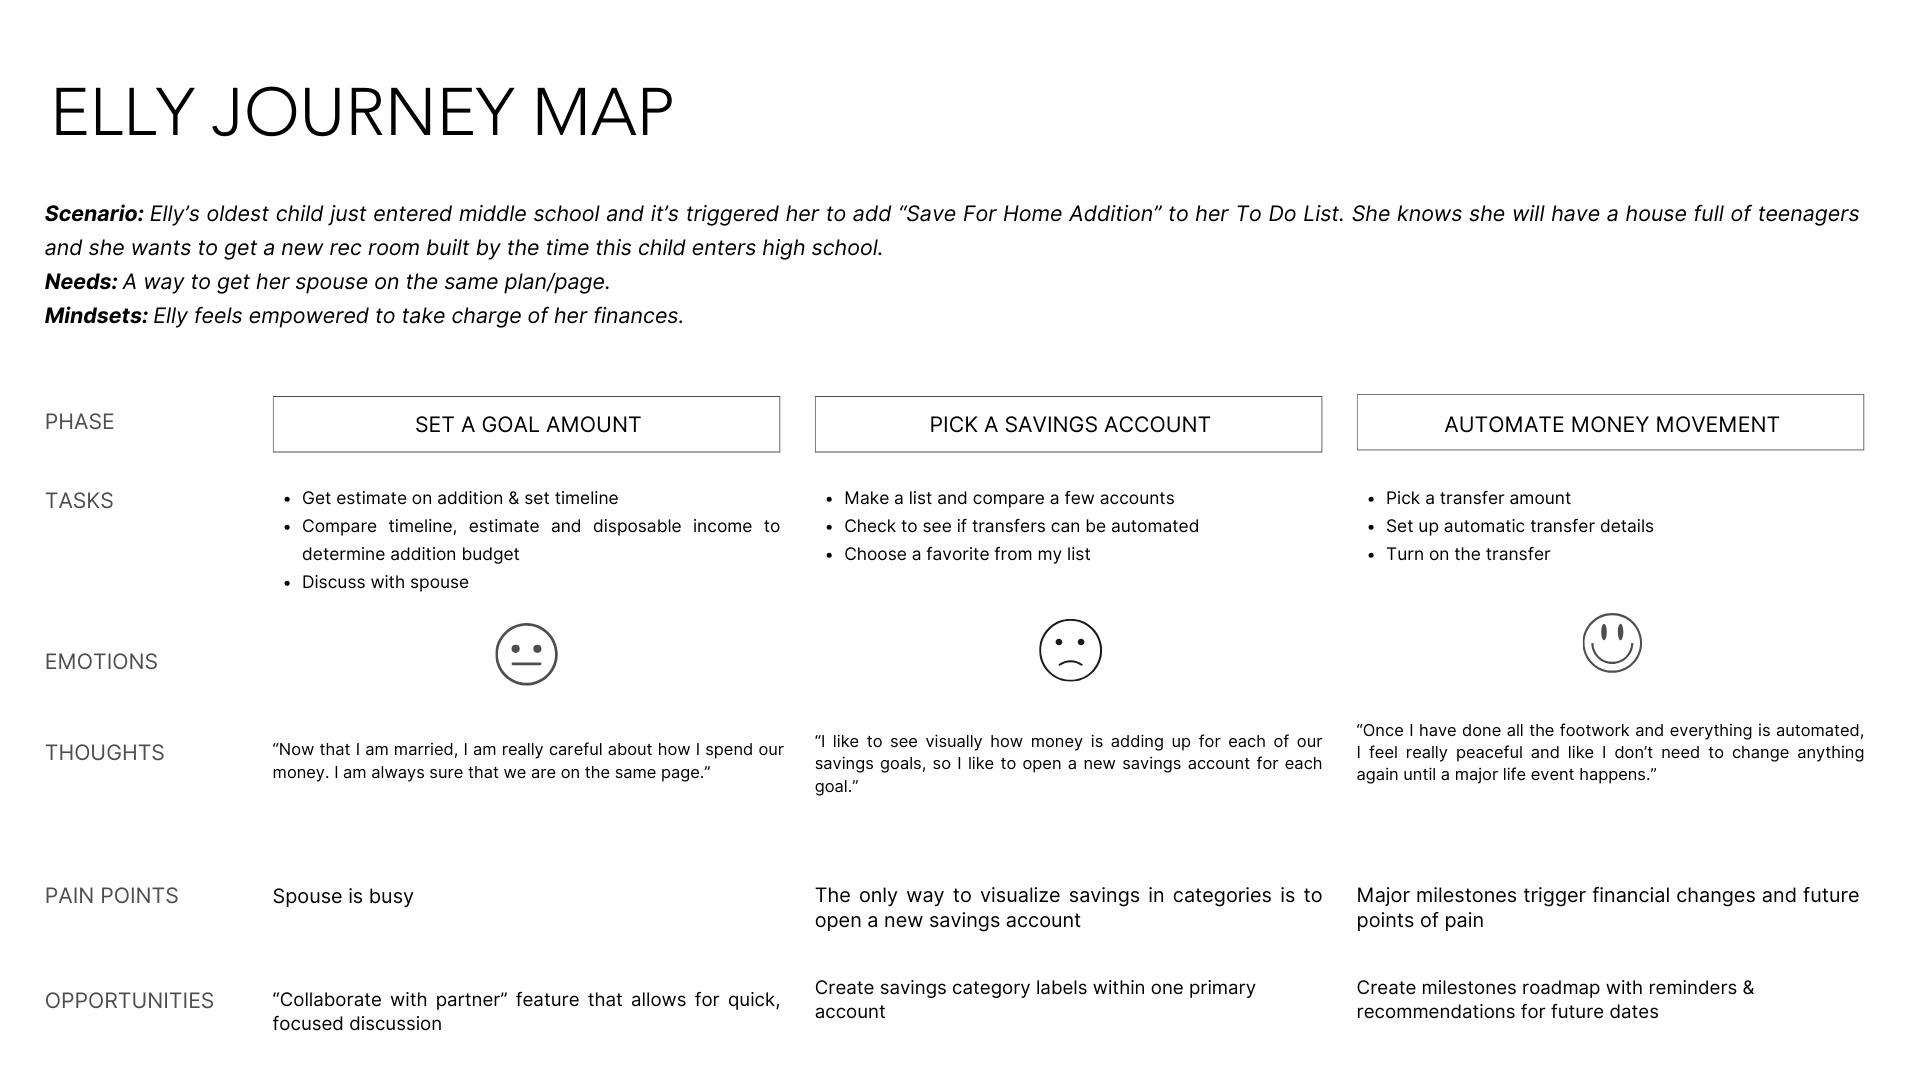 ELLY JOURNEY MAP
Scenario: Elly’s oldest child just entered middle school and it’s triggered her to add “Save For Home Addition” to her To Do List. She knows she will have a house full of teenagers
and she wants to get a new rec room built by the time this child enters high school.
Needs: A way to get her spouse on the same plan/page.
Mindsets: Elly feels empowered to take charge of her finances.
PHASE
SET A GOAL AMOUNT
PICK A SAVINGS ACCOUNT
AUTOMATE MONEY MOVEMENT
TASKS
• Get estimate on addition & set timeline
• Compare timeline, estimate and disposable income to
determine addition budget
• Discuss with spouse
• Make a list and compare a few accounts
• Check to see if transfers can be automated
• Choose a favorite from my list
• Pick a transfer amount
• Set up automatic transfer details
• Turn on the transfer
EMOTIONS
THOUGHTS
“Now that I am married, I am really careful about how I spend our
money. I am always sure that we are on the same page.”
“I like to see visually how money is adding up for each of our
savings goals, so I like to open a new savings account for each
goal.”
“Once I have done all the footwork and everything is automated,
I feel really peaceful and like I don’t need to change anything
again until a major life event happens.”
PAIN POINTS
Spouse is busy
The only way to visualize savings in categories is to
open a new savings account
Major milestones trigger financial changes and future
points of pain
OPPORTUNITIES
“Collaborate with partner” feature that allows for quick,
focused discussion
Create savings category labels within one primary
account
Create milestones roadmap with reminders &
recommendations for future dates